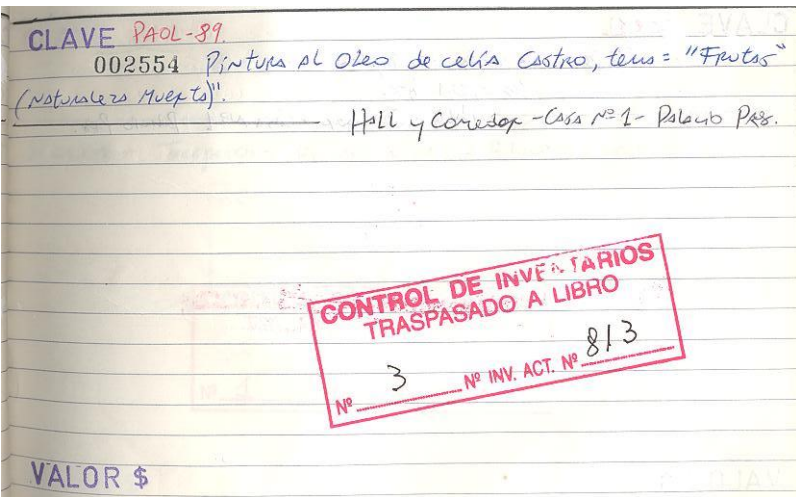 CLAVE PAOL-89.
002554 Pintura al Oleo de celia Castro, tema= "Frutas"
(Naturaleza Muerta)".
Hall y Comedor - Casa Nº 1 - Palacio Pres.
CONTROL DE INVENTARIOS
TRASPASADO A LIBRO
Nº 3 Nº INV. ACT. Nº 813
VALOR $